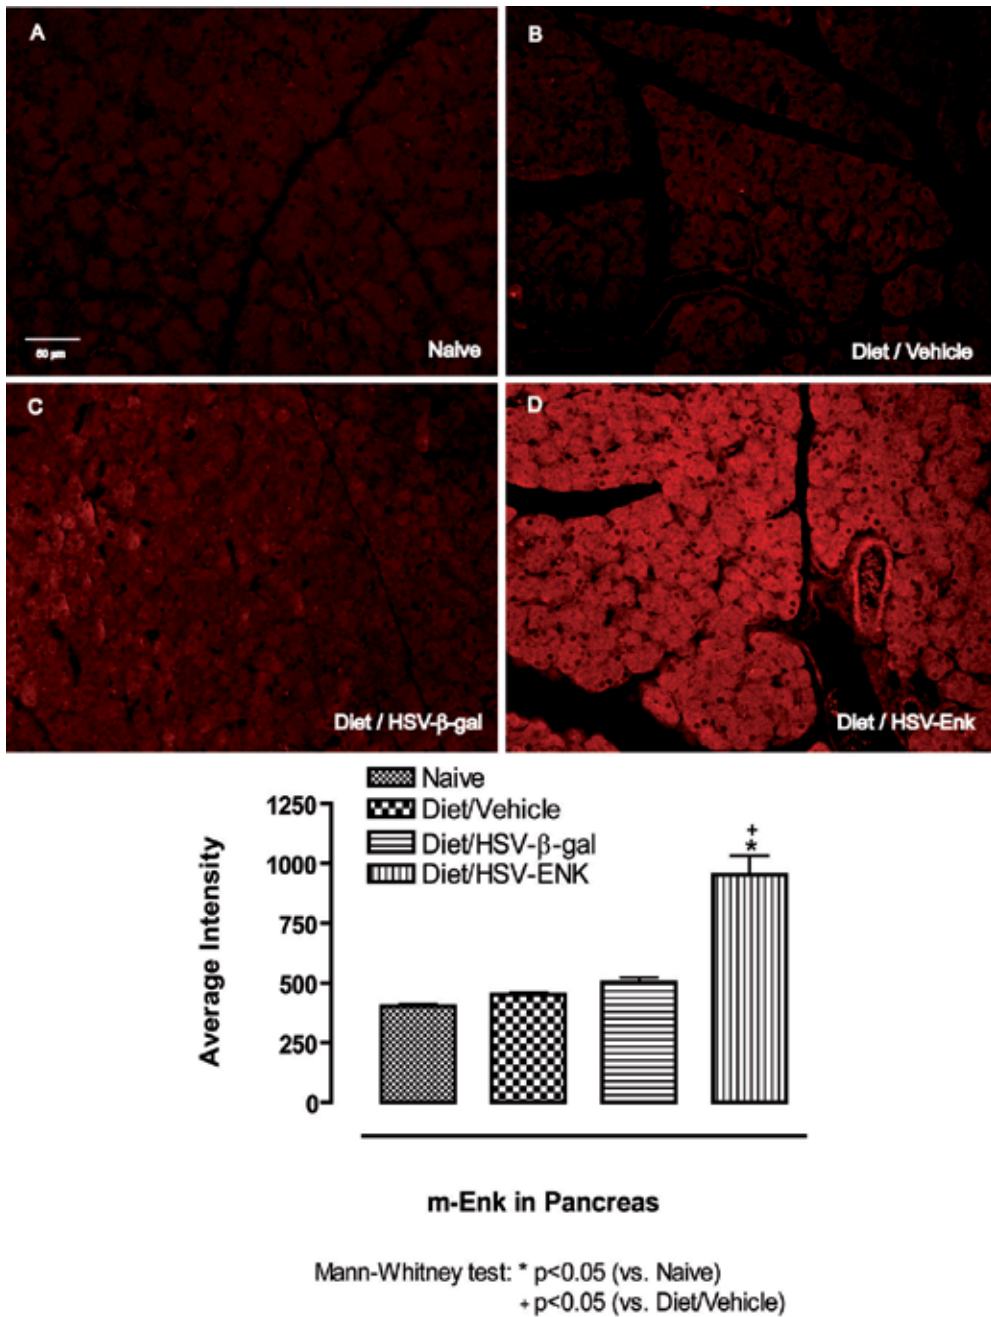 A
B
Naive
50 µm
Diet / Vehicle
C
D
Diet / HSV-β-gal
Diet / HSV-Enk
Naive
Diet/Vehicle
Diet/HSV-β-gal
Diet/HSV-ENK
1250
1000
750
500
250
0
Average Intensity
+
*
m-Enk in Pancreas
Mann-Whitney test: * p<0.05 (vs. Naive)
+ p<0.05 (vs. Diet/Vehicle)